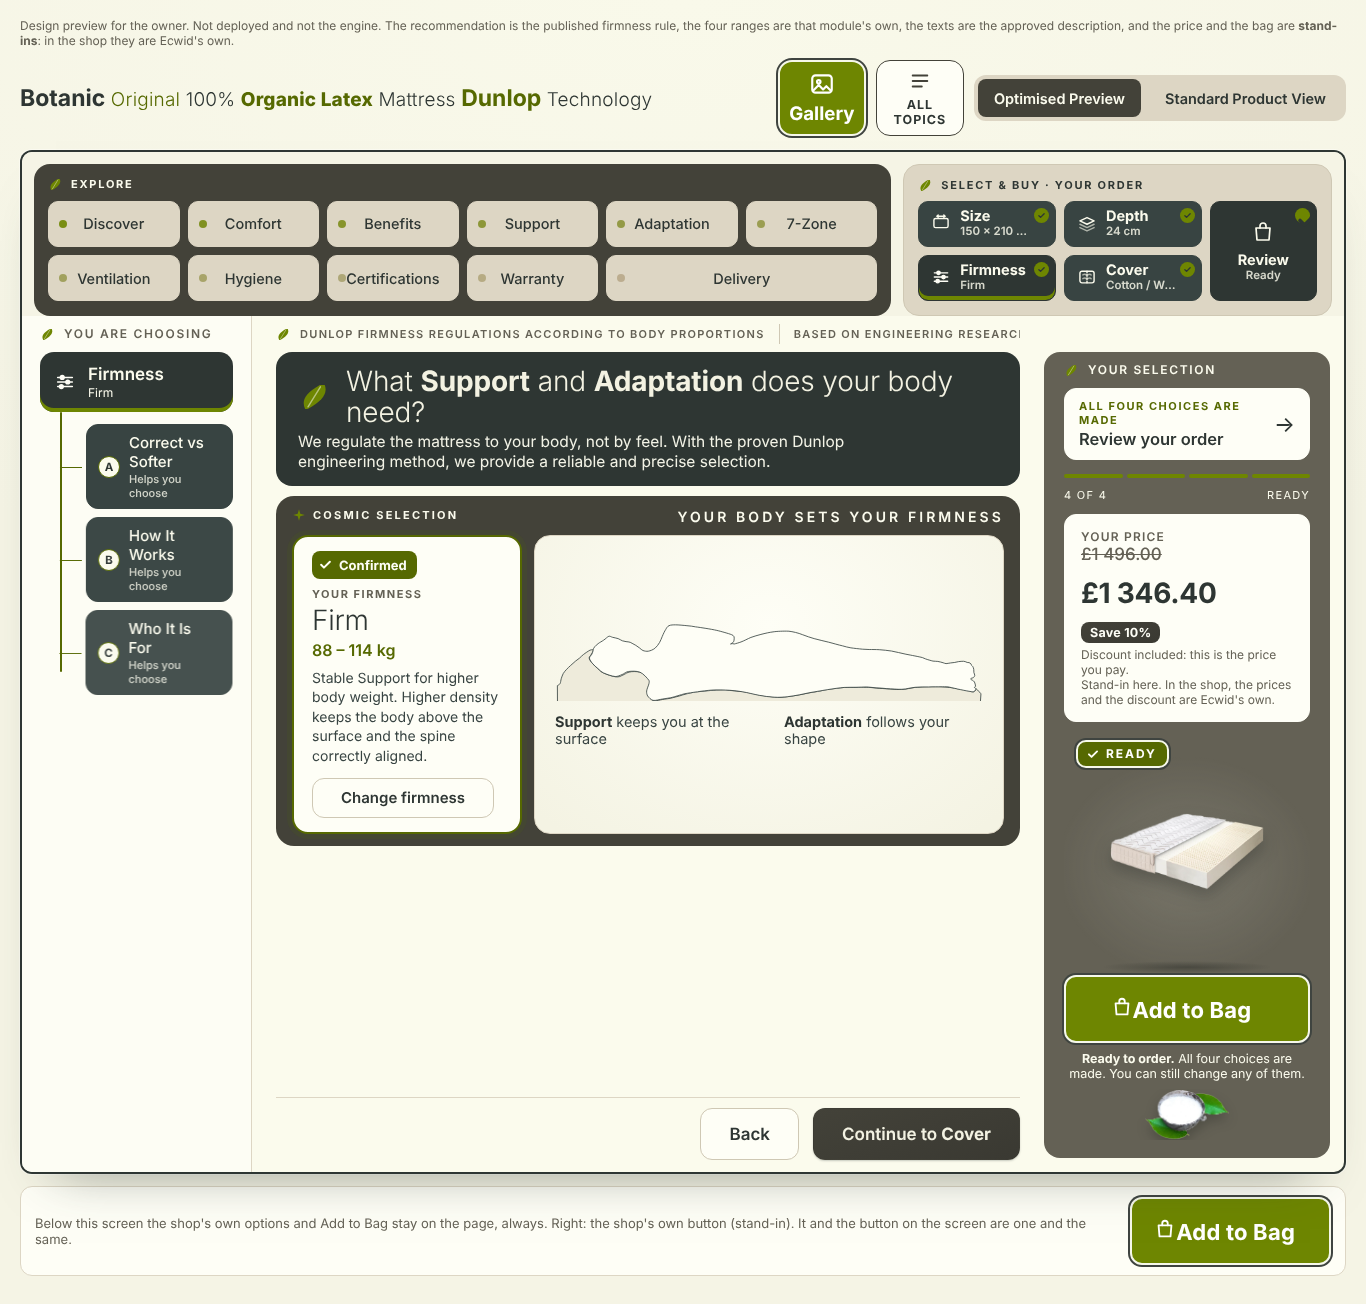 Design preview for the owner. Not deployed and not the engine. The recommendation is the published firmness rule, the four ranges are that module's own, the texts are the approved description, and the price and the bag are stand-
ins: in the shop they are Ecwid's own.
Botanic Original 100% Organic Latex Mattress Dunlop Technology
Gallery
ALL
TOPICS
Optimised Preview
Standard Product View
EXPLORE
Discover
Comfort
Benefits
Support
Adaptation
7-Zone
Ventilation
Hygiene
Certifications
Warranty
Delivery
SELECT & BUY · YOUR ORDER
Size
150 × 210 ...
Depth
24 cm
Firmness
Firm
Cover
Cotton / W...
Review
Ready
YOU ARE CHOOSING
Firmness
Firm
A
Correct vs
Softer
Helps you
choose
B
How It
Works
Helps you
choose
C
Who It Is
For
Helps you
choose
DUNLOP FIRMNESS REGULATIONS ACCORDING TO BODY PROPORTIONS
BASED ON ENGINEERING RESEARC
What Support and Adaptation does your body
need?
We regulate the mattress to your body, not by feel. With the proven Dunlop
engineering method, we provide a reliable and precise selection.
COSMIC SELECTION
YOUR BODY SETS YOUR FIRMNESS
Confirmed
YOUR FIRMNESS
Firm
88 – 114 kg
Stable Support for higher
body weight. Higher density
keeps the body above the
surface and the spine
correctly aligned.
Change firmness
Support keeps you at the
surface
Adaptation follows your
shape
Back
Continue to Cover
YOUR SELECTION
ALL FOUR CHOICES ARE
MADE
Review your order
4 OF 4
READY
YOUR PRICE
£1 496.00
£1 346.40
Save 10%
Discount included: this is the price
you pay.
Stand-in here. In the shop, the prices
and the discount are Ecwid's own.
READY
Add to Bag
Ready to order. All four choices are
made. You can still change any of them.
Below this screen the shop's own options and Add to Bag stay on the page, always. Right: the shop's own button (stand-in). It and the button on the screen are one and the
same.
Add to Bag